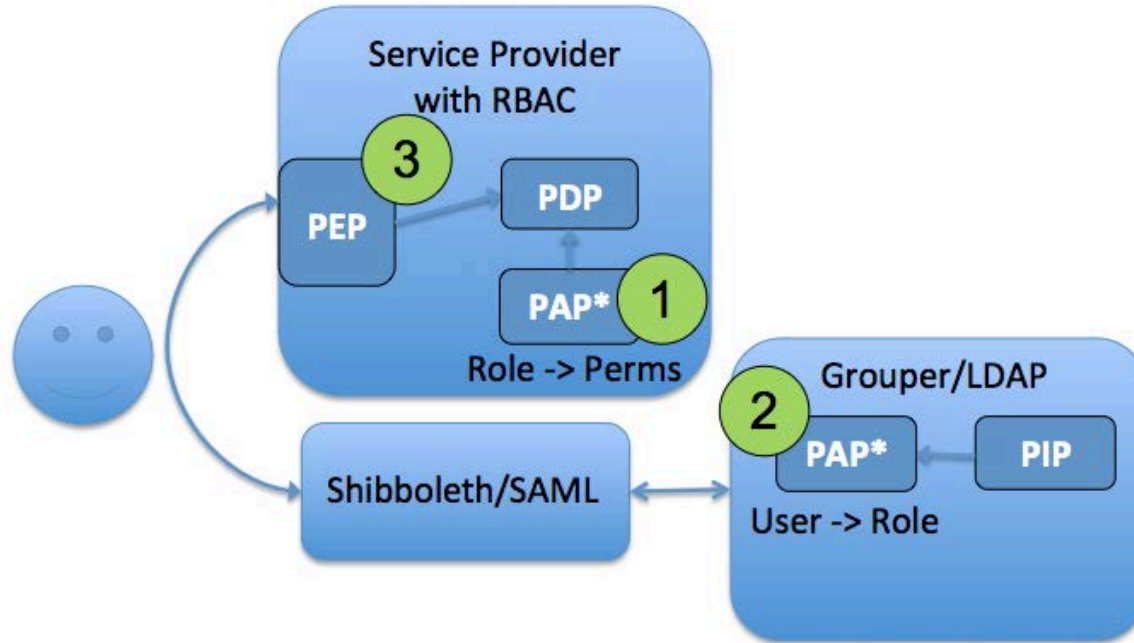 Service Provider
with RBAC
3
PEP
PDP
PAP*
1
Role -> Perms
Grouper/LDAP
2
PAP*
PIP
User -> Role
Shibboleth/SAML